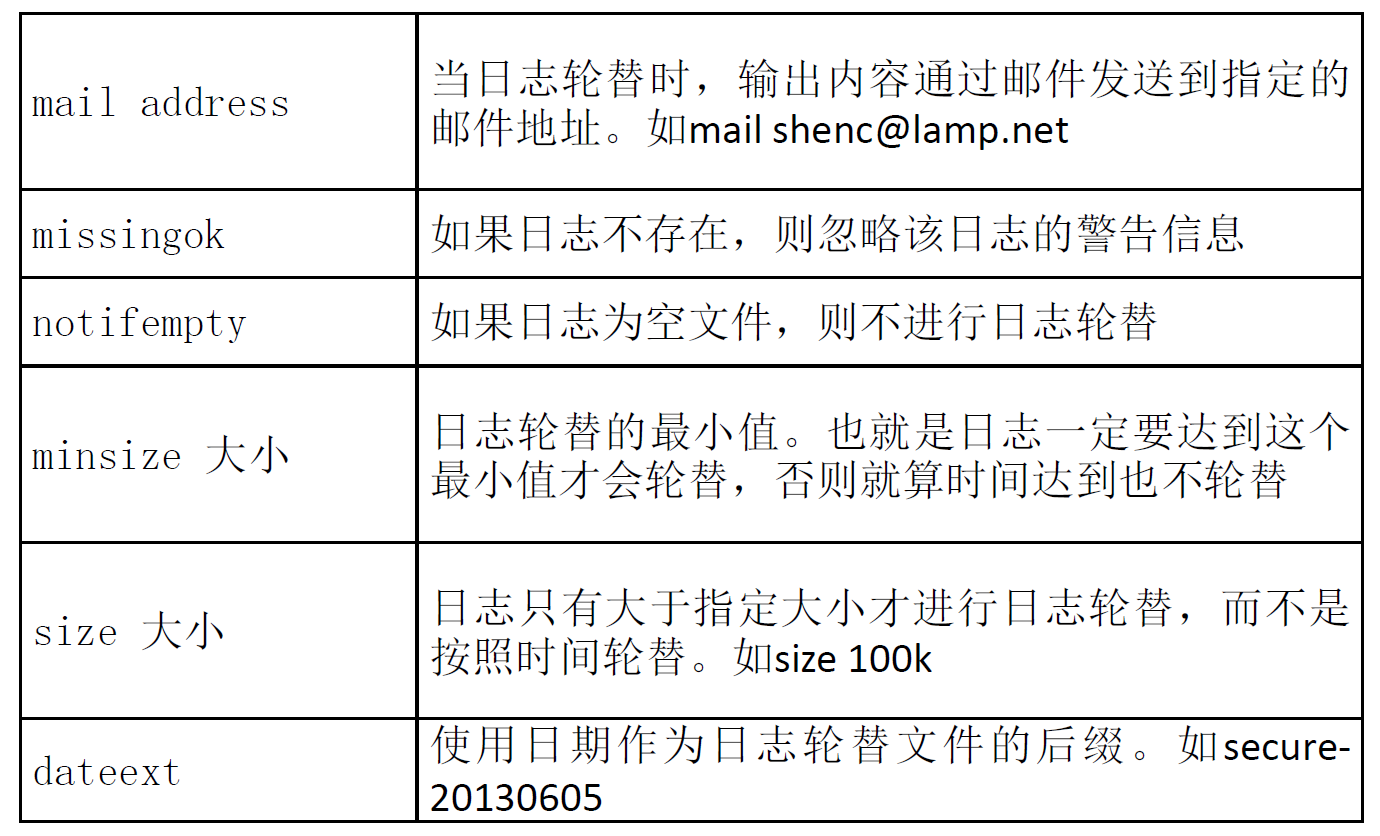 mail address
当日志轮替时，输出内容通过邮件发送到指定的
邮件地址。如mail shenc@lamp.net
missingok
如果日志不存在，则忽略该日志的警告信息
notifempty
如果日志为空文件，则不进行日志轮替
minsize 大小
日志轮替的最小值。也就是日志一定要达到这个
最小值才会轮替，否则就算时间达到也不轮替
size 大小
日志只有大于指定大小才进行日志轮替，而不是
按照时间轮替。如size 100k
dateext
使用日期作为日志轮替文件的后缀。如secure-
20130605